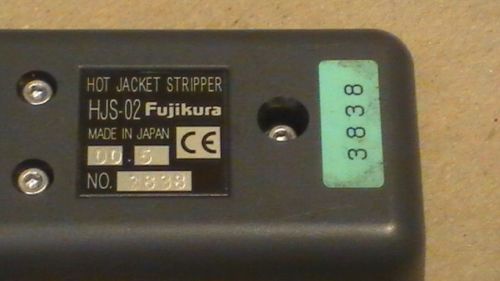 HOT JACKET STRIPPER
HJS-02 Fujikura
MADE IN JAPAN
00.5 CE
NO. 3838
3838